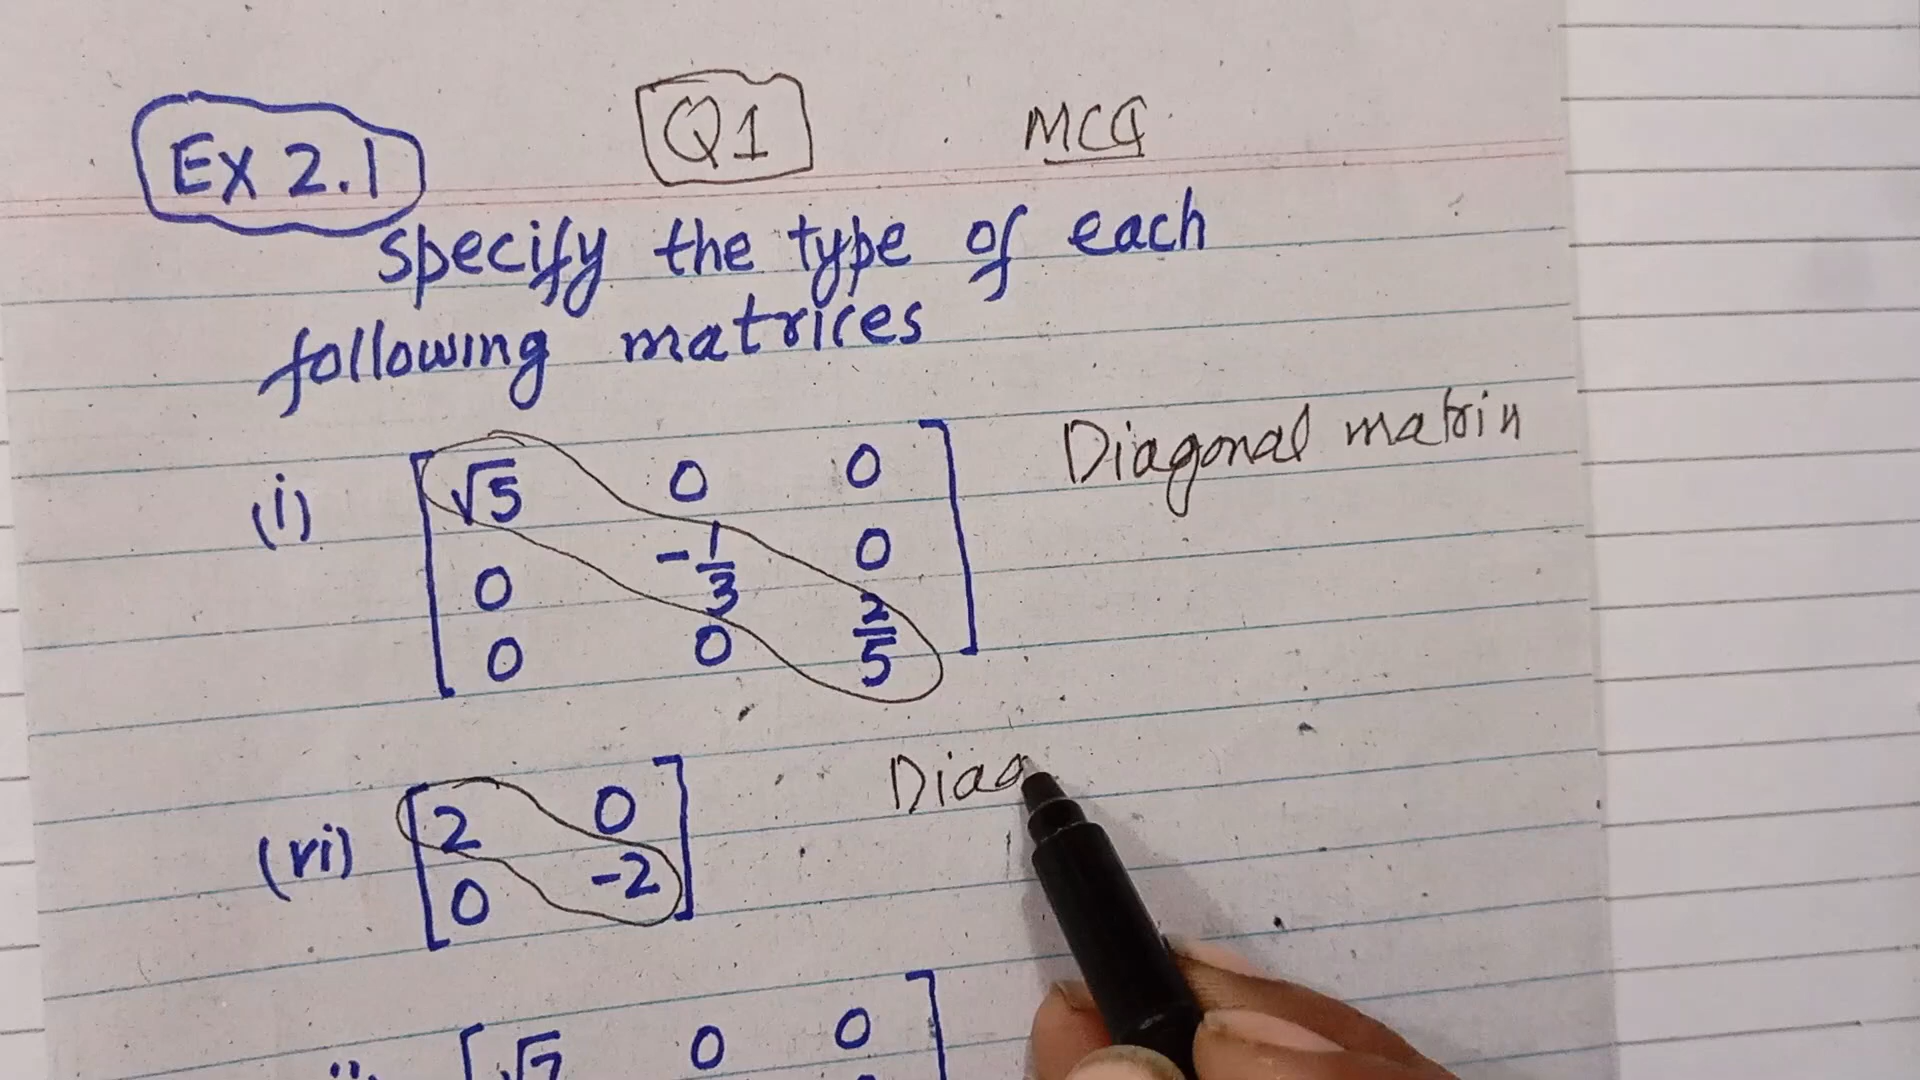 Ex 2.1 Q1 MCQ
specify the type of each
following matrices
(i) [√5 0 0 Diagonal matrix
0 -1/3 0
0 0 2/5]
(vi) [2 0 Diag
0 -2]
[√7 0 0